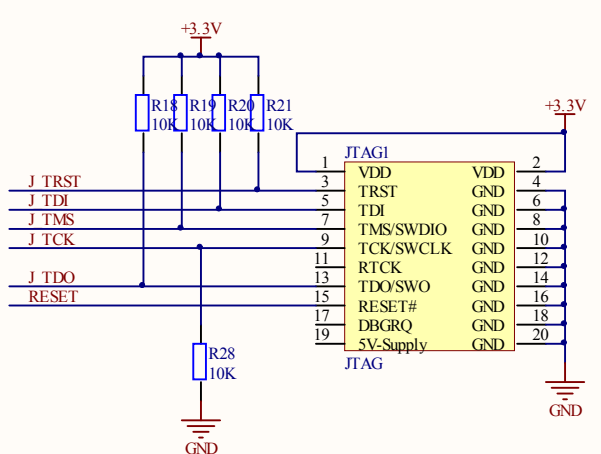 +3.3V
R18 R19 R20 R21
10K 10K 10K 10K
+3.3V
JTAG1
1 VDD VDD 2
J TRST 3 TRST GND 4
J TDI 5 TDI GND 6
J TMS 7 TMS/SWDIO GND 8
J TCK 9 TCK/SWCLK GND 10
11 RTCK GND 12
J TDO 13 TDO/SWO GND 14
RESET 15 RESET# GND 16
17 DBGRQ GND 18
19 5V-Supply GND 20
JTAG
R28
10K
GND
GND